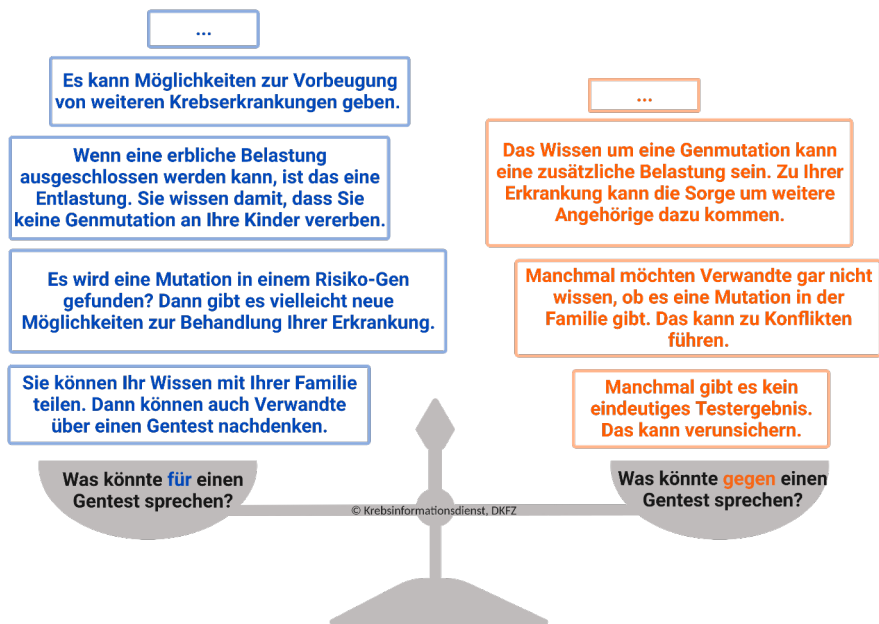 ...
Es kann Möglichkeiten zur Vorbeugung
von weiteren Krebserkrankungen geben.
Wenn eine erbliche Belastung
ausgeschlossen werden kann, ist das eine
Entlastung. Sie wissen damit, dass Sie
keine Genmutation an Ihre Kinder vererben.
Es wird eine Mutation in einem Risiko-Gen
gefunden? Dann gibt es vielleicht neue
Möglichkeiten zur Behandlung Ihrer Erkrankung.
Sie können Ihr Wissen mit Ihrer Familie
teilen. Dann können auch Verwandte
über einen Gentest nachdenken.
Was könnte für einen
Gentest sprechen?
...
Das Wissen um eine Genmutation kann
eine zusätzliche Belastung sein. Zu Ihrer
Erkrankung kann die Sorge um weitere
Angehörige dazu kommen.
Manchmal möchten Verwandte gar nicht
wissen, ob es eine Mutation in der
Familie gibt. Das kann zu Konflikten
führen.
Manchmal gibt es kein
eindeutiges Testergebnis.
Das kann verunsichern.
Was könnte gegen einen
Gentest sprechen?
© Krebsinformationsdienst, DKFZ